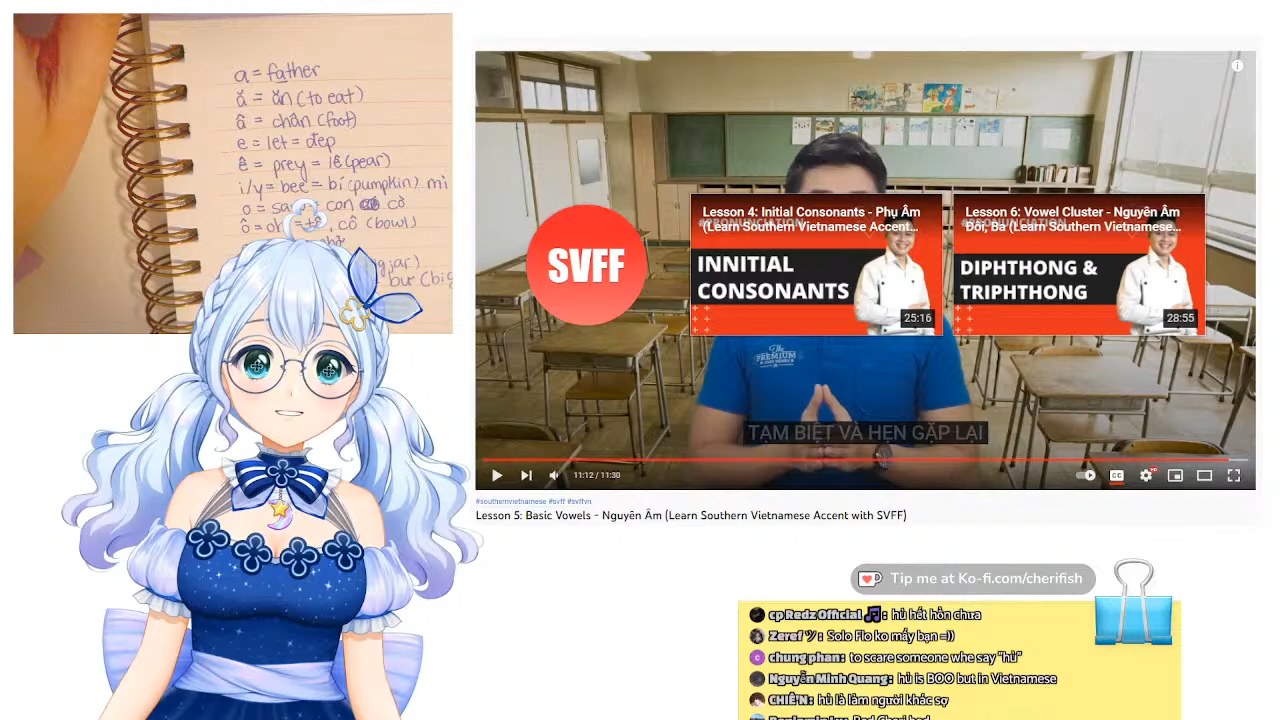 a = father
ă = ăn (to eat)
â = chân (foot)
e = let = đẹp
ê = prey = lê (pear)
i/y = bee = bí (pumpkin) mì
con cò
cô (bowl)
jar)
SVFF
Lesson 4: Initial Consonants - Phụ Âm
(Learn Southern Vietnamese Accent...
INNITIAL
CONSONANTS
25:16
Lesson 6: Vowel Cluster - Nguyên Âm
Đôi, Ba (Learn Southern Vietnamese...
DIPHTHONG &
TRIPHTHONG
28:55
The
PREMIUM
TẠM BIỆT VÀ HẸN GẶP LẠI
11:12 / 11:30
#southernvietnamese #svff #svffvn
Lesson 5: Basic Vowels - Nguyên Âm (Learn Southern Vietnamese Accent with SVFF)
Tip me at Ko-fi.com/cherifish
cp Redz Official: hù hết hồn chưa
Zeref ツ: Solo Flo ko mấy bạn =))
chung phan: to scare someone whe say "hù"
Nguyễn Minh Quang: hù is BOO but in Vietnamese
CHIÊN: hù là làm người khác sợ